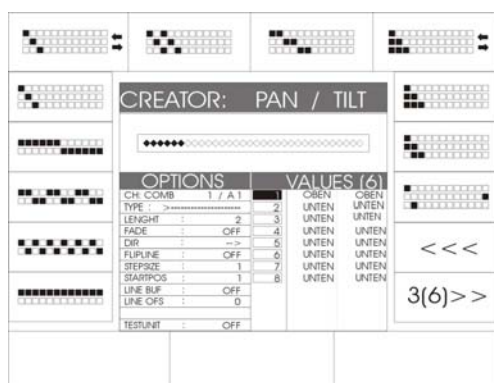 CREATOR: PAN / TILT
OPTIONS
CH: COMB 1 / A 1
TYPE : >--------------------
LENGHT : 2
FADE : OFF
DIR : -->
FLIPLINE : OFF
STEPSIZE : 1
STARTPOS : 1
LINE BUF : OFF
LINE OFS : 0
TESTUNIT : OFF
VALUES (6)
1 OBEN OBEN
2 UNTEN UNTEN
3 UNTEN UNTEN
4 UNTEN UNTEN
5 UNTEN UNTEN
6 UNTEN UNTEN
7 UNTEN UNTEN
8 UNTEN UNTEN
<<<
3(6)>>